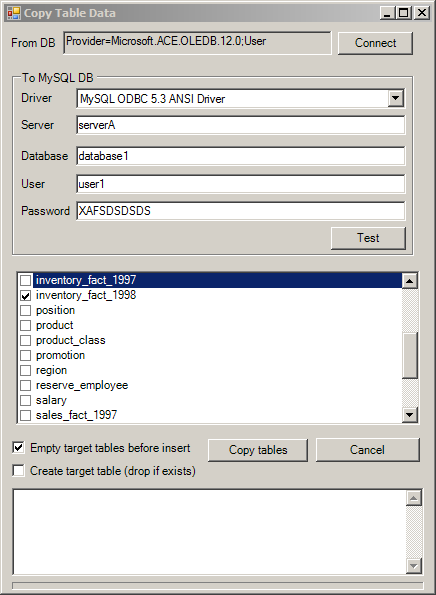 Copy Table Data
From DB Provider=Microsoft.ACE.OLEDB.12.0;User Connect
To MySQL DB
Driver MySQL ODBC 5.3 ANSI Driver
Server serverA
Database database1
User user1
Password XAFSDSDSDS
Test
inventory_fact_1997
inventory_fact_1998
position
product
product_class
promotion
region
reserve_employee
salary
sales_fact_1997
Empty target tables before insert Copy tables Cancel
Create target table (drop if exists)